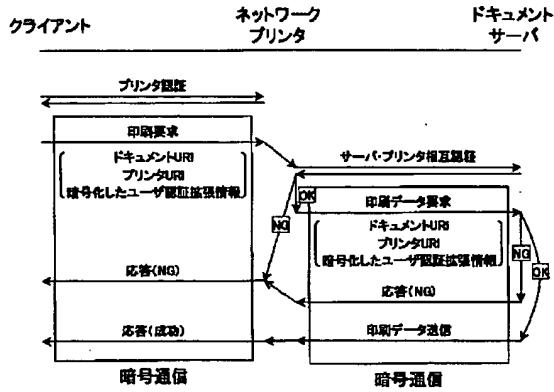 クライアント
ネットワーク
プリンタ
ドキュメント
サーバ
プリンタ認証
印刷要求
ドキュメントURI
プリンタURI
暗号化したユーザ認証拡張情報
サーバ・プリンタ相互認証
OK
NG
印刷データ要求
ドキュメントURI
プリンタURI
暗号化したユーザ認証拡張情報
NG
OK
応答(NG)
応答(NG)
応答(成功)
印刷データ送信
暗号通信
暗号通信